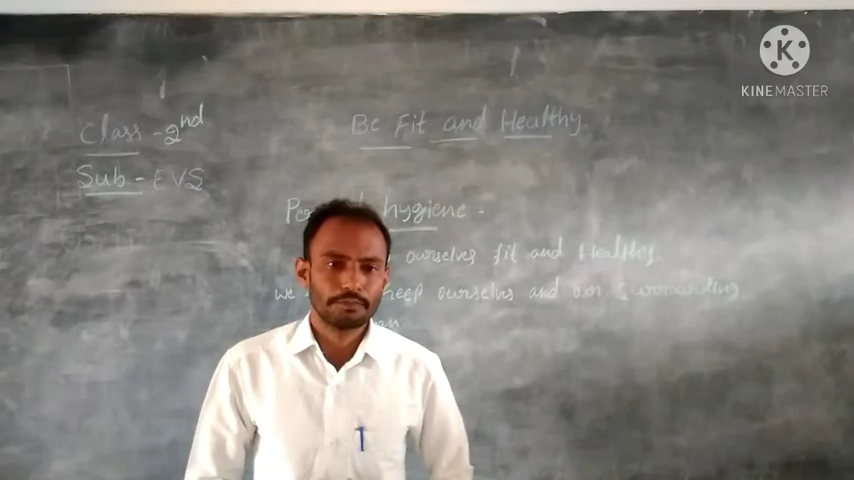 KINEMASTER
Class - 2nd
Sub. - EVS
Be Fit and Healthy
hygiene -
ourselves fit and Healthy
we keep ourselves and our surrounding